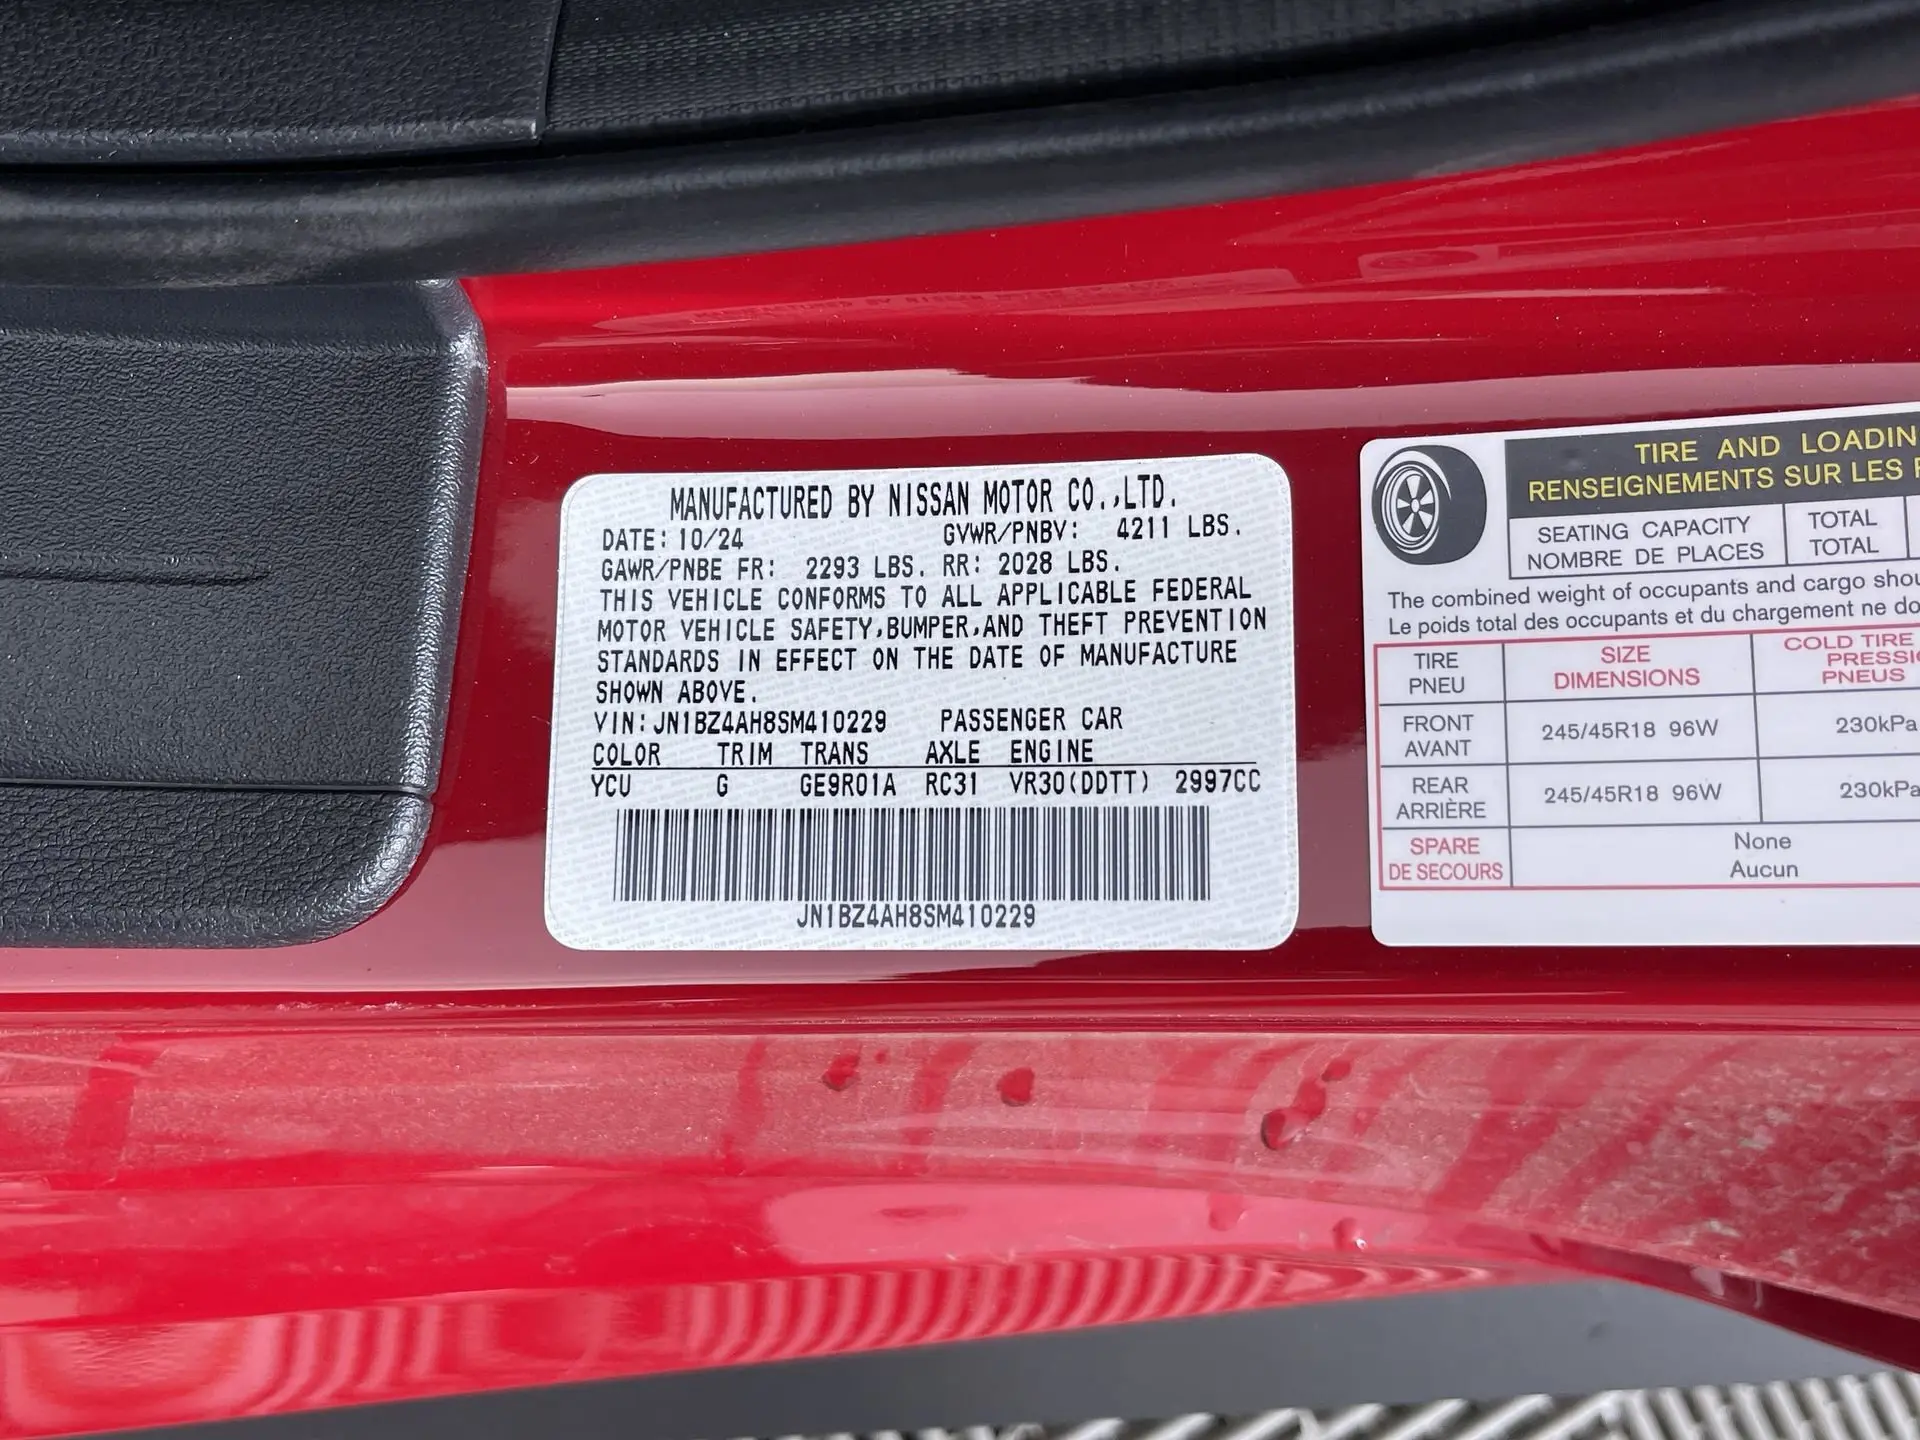 MANUFACTURED BY NISSAN MOTOR CO.,LTD.
DATE: 10/24 GVWR/PNBV: 4211 LBS.
GAWR/PNBE FR: 2293 LBS. RR: 2028 LBS.
THIS VEHICLE CONFORMS TO ALL APPLICABLE FEDERAL
MOTOR VEHICLE SAFETY,BUMPER,AND THEFT PREVENTION
STANDARDS IN EFFECT ON THE DATE OF MANUFACTURE
SHOWN ABOVE.
VIN: JN1BZ4AH8SM410229 PASSENGER CAR
COLOR TRIM TRANS AXLE ENGINE
YCU G GE9R01A RC31 VR30(DDTT) 2997CC
JN1BZ4AH8SM410229
TIRE AND LOADIN
RENSEIGNEMENTS SUR LES
SEATING CAPACITY TOTAL
NOMBRE DE PLACES TOTAL
The combined weight of occupants and cargo shou
Le poids total des occupants et du chargement ne do
TIRE SIZE COLD TIRE
PNEU DIMENSIONS PRESSI
PNEUS
FRONT 245/45R18 96W 230kPa
AVANT
REAR 245/45R18 96W 230kPa
ARRIÈRE
SPARE None
DE SECOURS Aucun